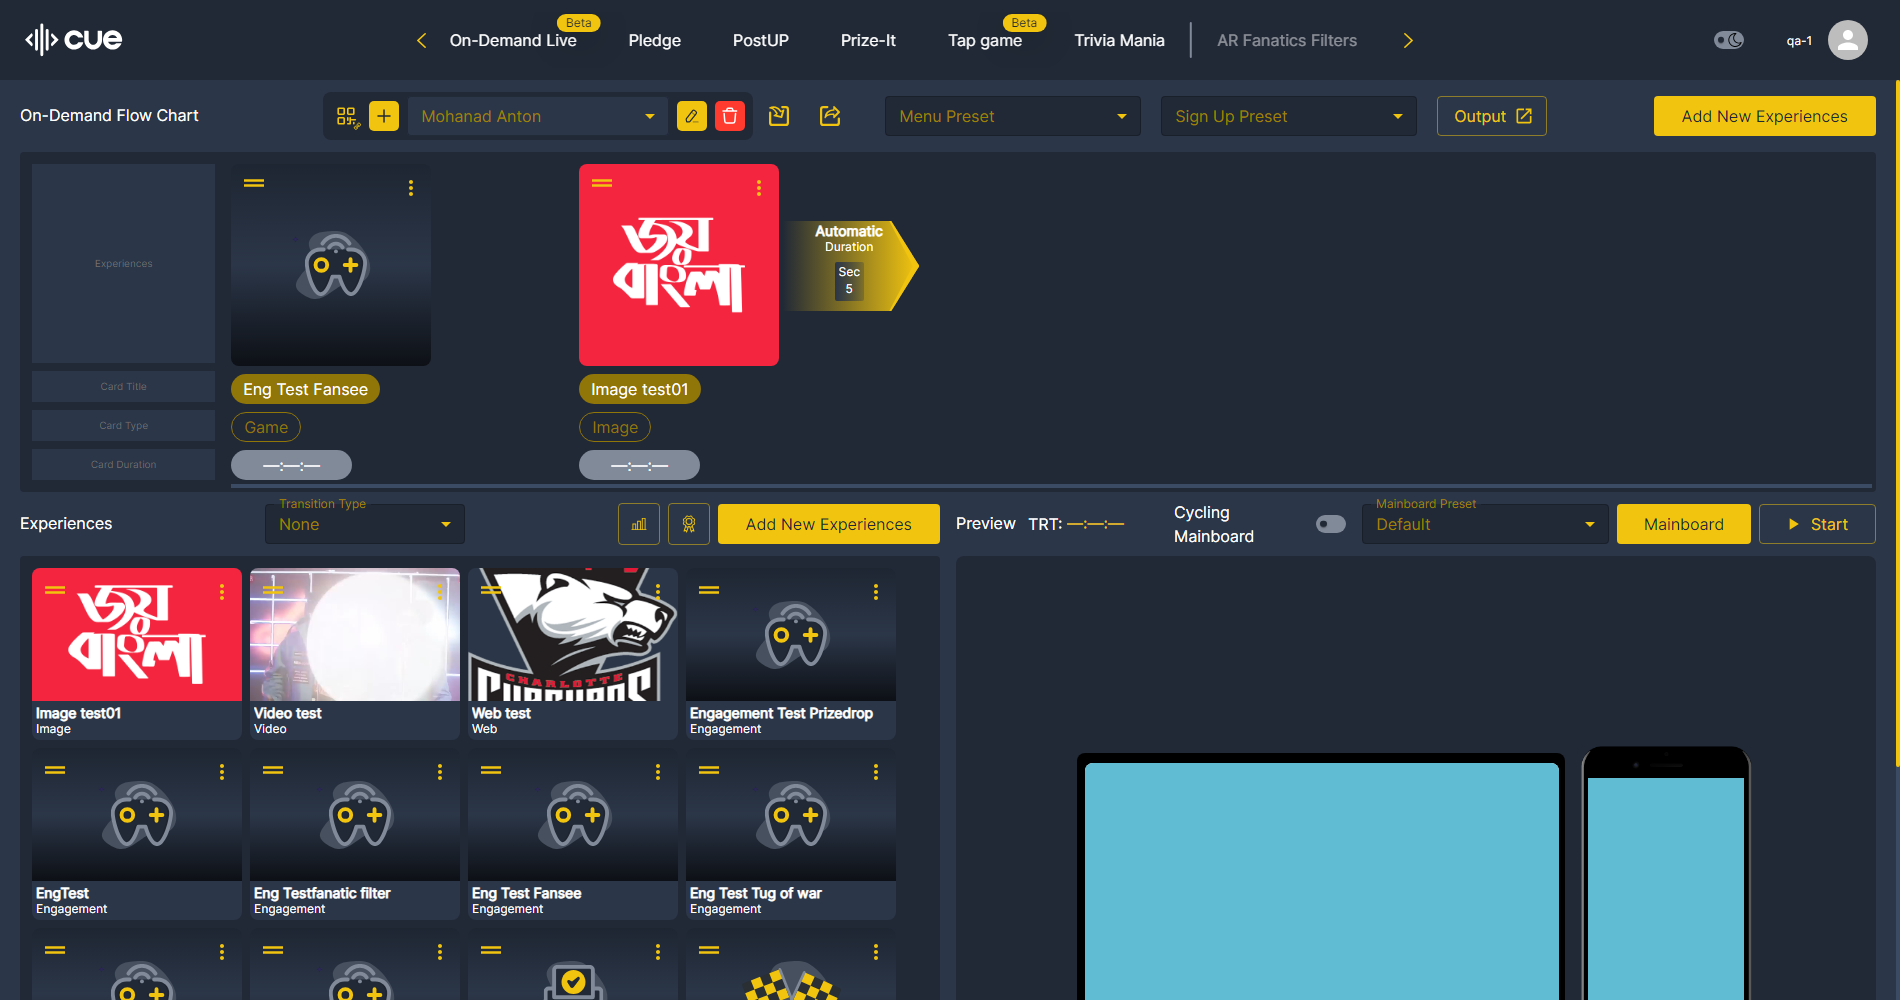 cue
On-Demand Live
Beta
Pledge
PostUP
Prize-It
Tap game
Beta
Trivia Mania
AR Fanatics Filters
qa-1
On-Demand Flow Chart
Mohanad Anton
Menu Preset
Sign Up Preset
Output
Add New Experiences
Experiences
জয়
বাংলা
Automatic
Duration
Sec
5
Card Title
Eng Test Fansee
Image test01
Card Type
Game
Image
Card Duration
—:—:—
—:—:—
Experiences
Transition Type
None
Add New Experiences
Preview
TRT: —:—:—
Cycling
Mainboard
Mainboard Preset
Default
Mainboard
Start
জয়
বাংলা
Image test01
Image
Video test
Video
CHARLOTTE
Web test
Web
Engagement Test Prizedrop
Engagement
EngTest
Engagement
Eng Testfanatic filter
Engagement
Eng Test Fansee
Engagement
Eng Test Tug of war
Engagement